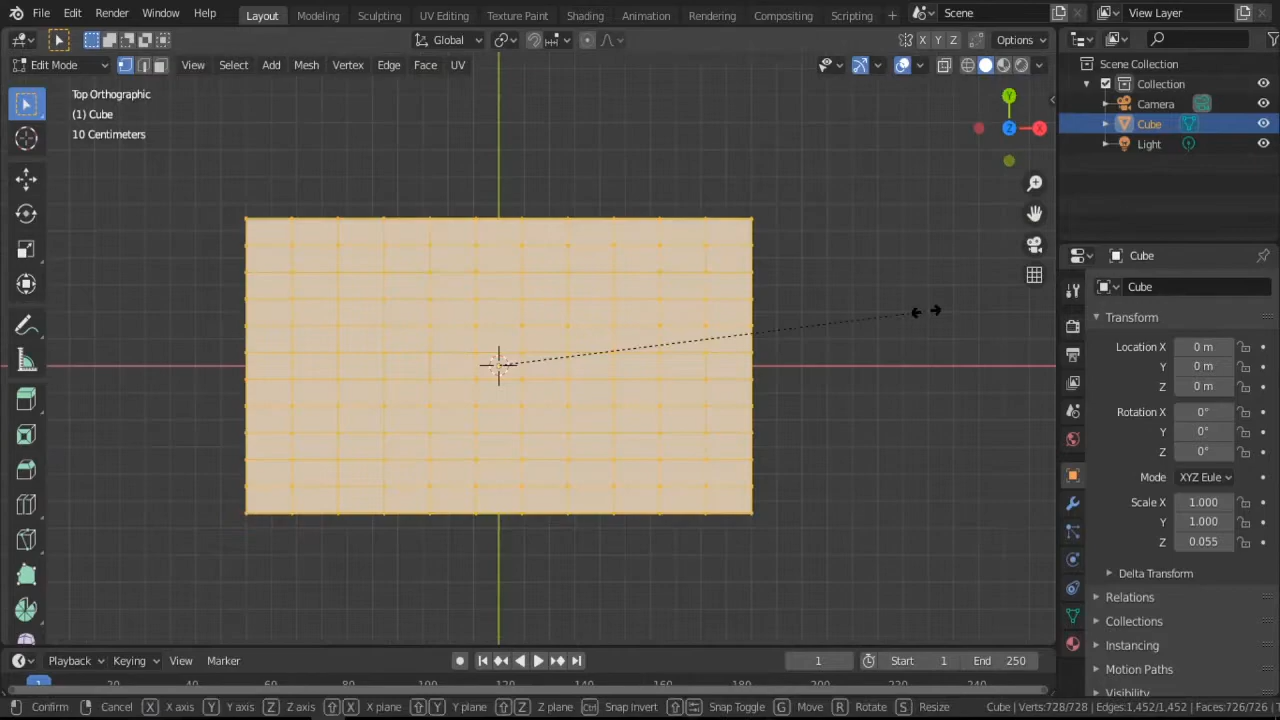 File Edit Render Window Help Layout Modeling Sculpting UV Editing Texture Paint Shading Animation Rendering Compositing Scripting + Scene View Layer
Global X Y Z Options
Edit Mode View Select Add Mesh Vertex Edge Face UV
Scene Collection
Collection
Camera
Cube
Light
Top Orthographic
(1) Cube
10 Centimeters
Y
Z X
Cube
Cube
Transform
Location X 0 m
Y 0 m
Z 0 m
Rotation X 0°
Y 0°
Z 0°
Mode XYZ Eule
Scale X 1.000
Y 1.000
Z 0.055
Delta Transform
Relations
Collections
Instancing
Motion Paths
Visibility
Playback Keying View Marker 1 Start 1 End 250
1 20 40 60 80 100 120 140 160 180 200 220 240
Confirm Cancel X X axis Y Y axis Z Z axis X X plane Y Y plane Z Z plane Ctrl Snap Invert Snap Toggle G Move R Rotate S Resize Cube | Verts:728/728 | Edges:1,452/1,452 | Faces:726/726 |